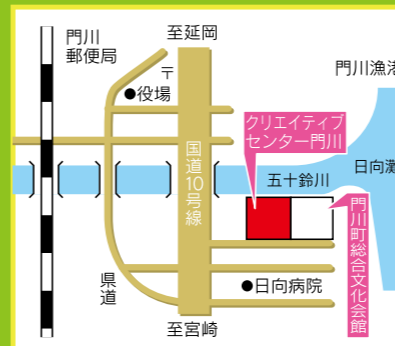 至延岡
門川
郵便局
〒
●役場
門川漁港
クリエイティブ
センター門川
日向灘
国道10号線
五十鈴川
門川町総合文化会館
県道
●日向病院
至宮崎